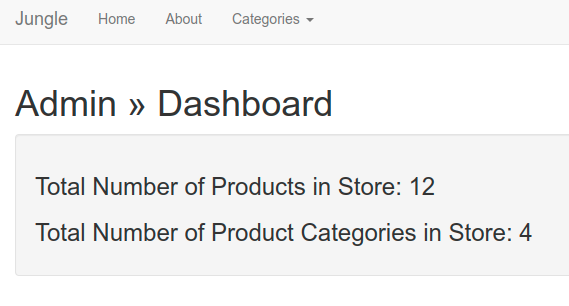 Jungle Home About Categories
Admin » Dashboard
Total Number of Products in Store: 12
Total Number of Product Categories in Store: 4